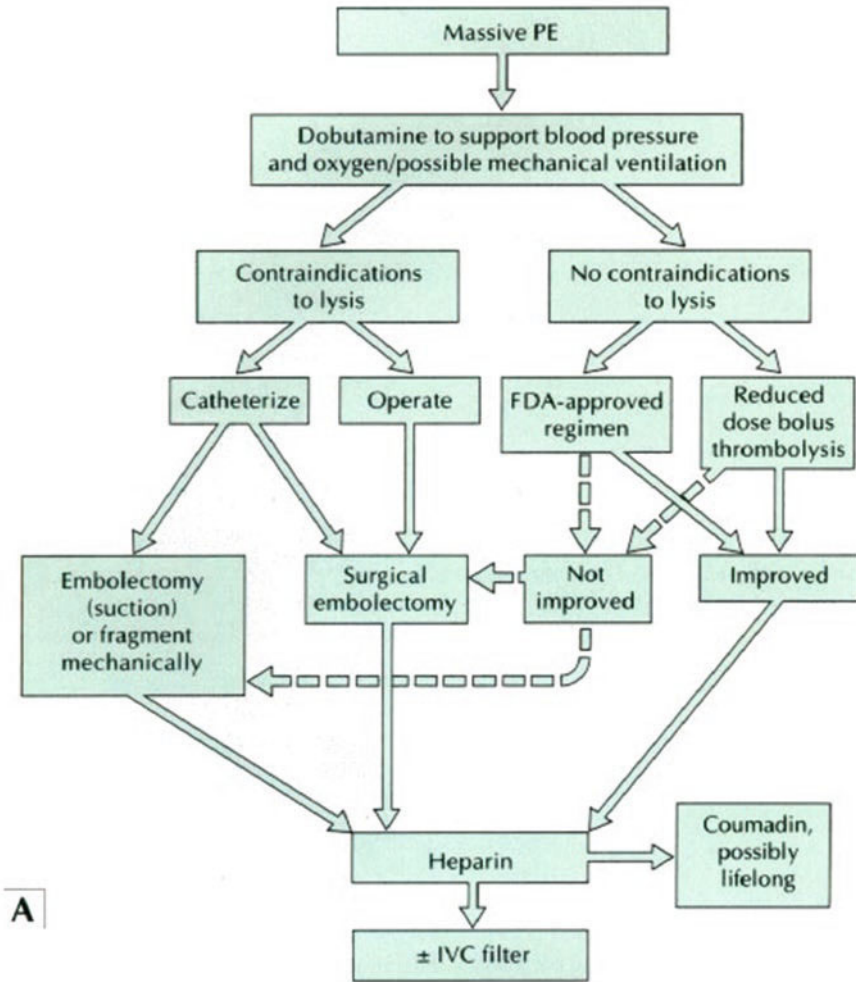 Massive PE
Dobutamine to support blood pressure
and oxygen/possible mechanical ventilation
Contraindications
to lysis
No contraindications
to lysis
Catheterize
Operate
FDA-approved
regimen
Reduced
dose bolus
thrombolysis
Embolectomy
(suction)
or fragment
mechanically
Surgical
embolectomy
Not
improved
Improved
Heparin
Coumadin,
possibly
lifelong
A
± IVC filter